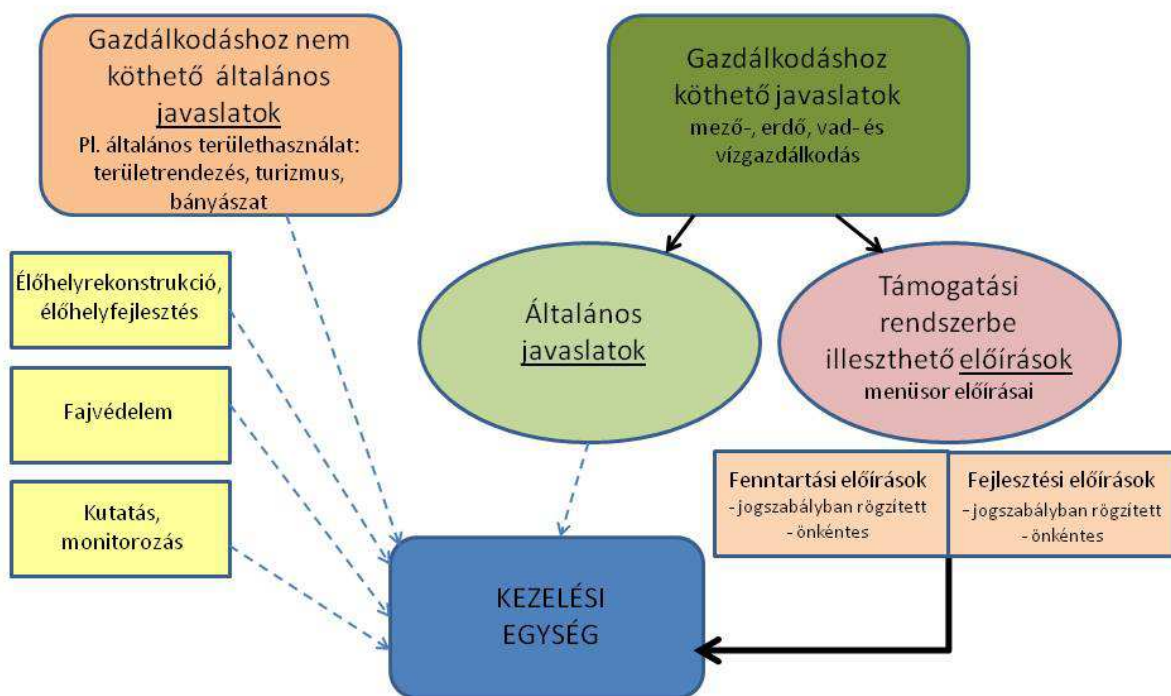 Gazdálkodáshoz nem
köthető általános
javaslatok
Pl. általános területhasználat:
területrendezés, turizmus,
bányászat
Gazdálkodáshoz
köthető javaslatok
mező-, erdő, vad- és
vízgazdálkodás
Élőhelyrekonstrukció,
élőhelyfejlesztés
Fajvédelem
Kutatás,
monitorozás
Általános
javaslatok
Támogatási
rendszerbe
illeszthető előírások
menüsor előírásai
Fenntartási előírások
- jogszabályban rögzített
- önkéntes
Fejlesztési előírások
- jogszabályban rögzített
- önkéntes
KEZELÉSI
EGYSÉG